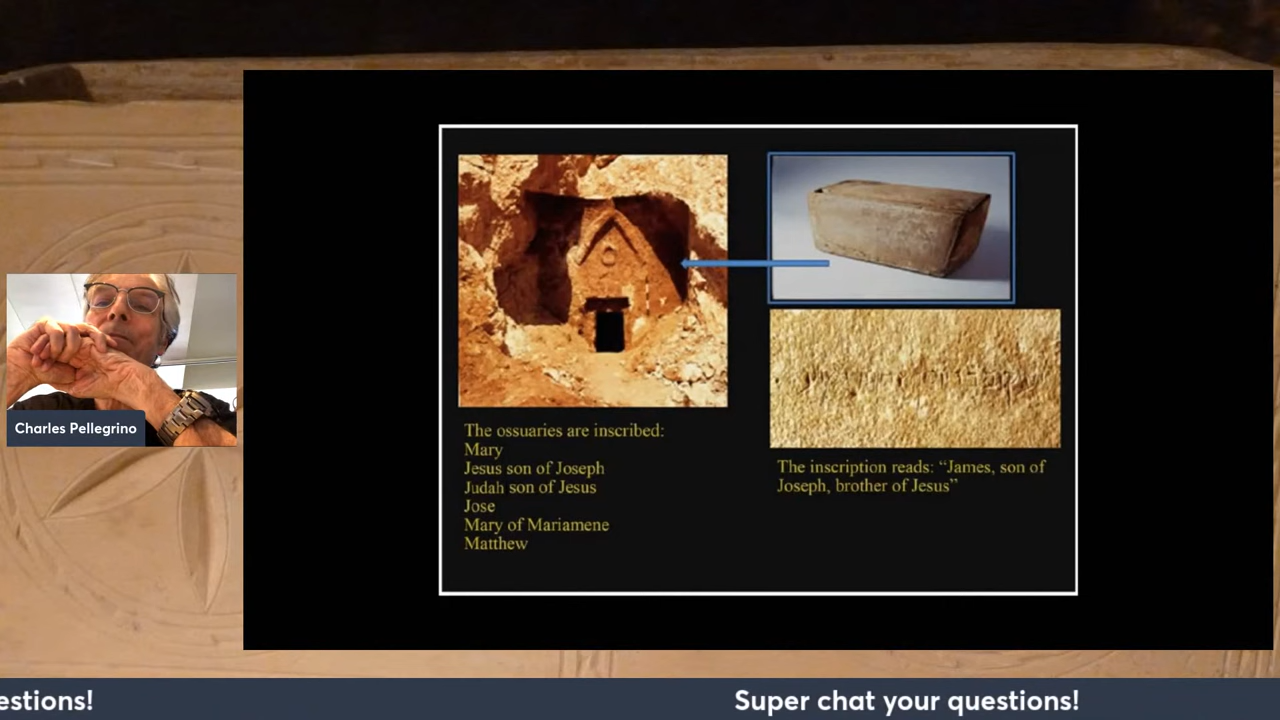 The ossuaries are inscribed:
Mary
Jesus son of Joseph
Judah son of Jesus
Jose
Mary of Mariamene
Matthew
The inscription reads: “James, son of
Joseph, brother of Jesus”
Charles Pellegrino
estions!
Super chat your questions!